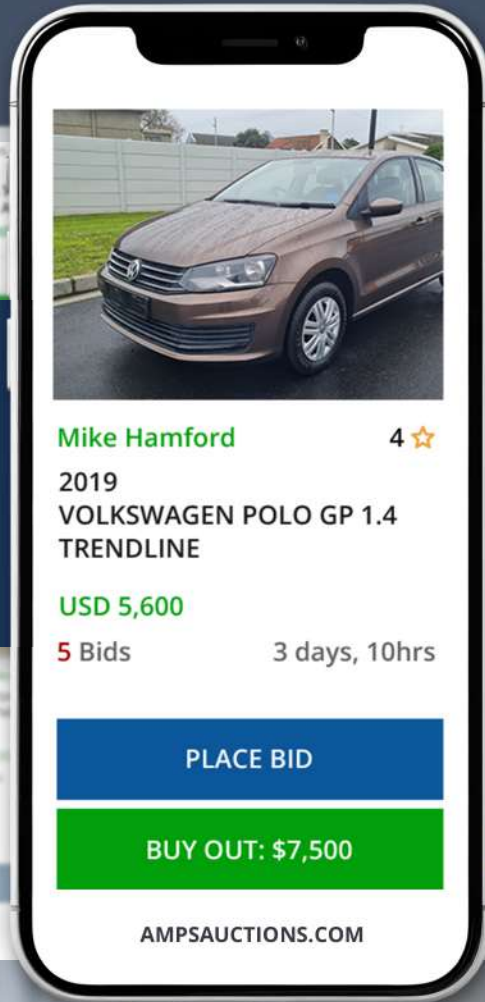 Mike Hamford
4
2019
VOLKSWAGEN POLO GP 1.4
TRENDLINE
USD 5,600
5 Bids
3 days, 10hrs
PLACE BID
BUY OUT: $7,500
AMPSAUCTIONS.COM